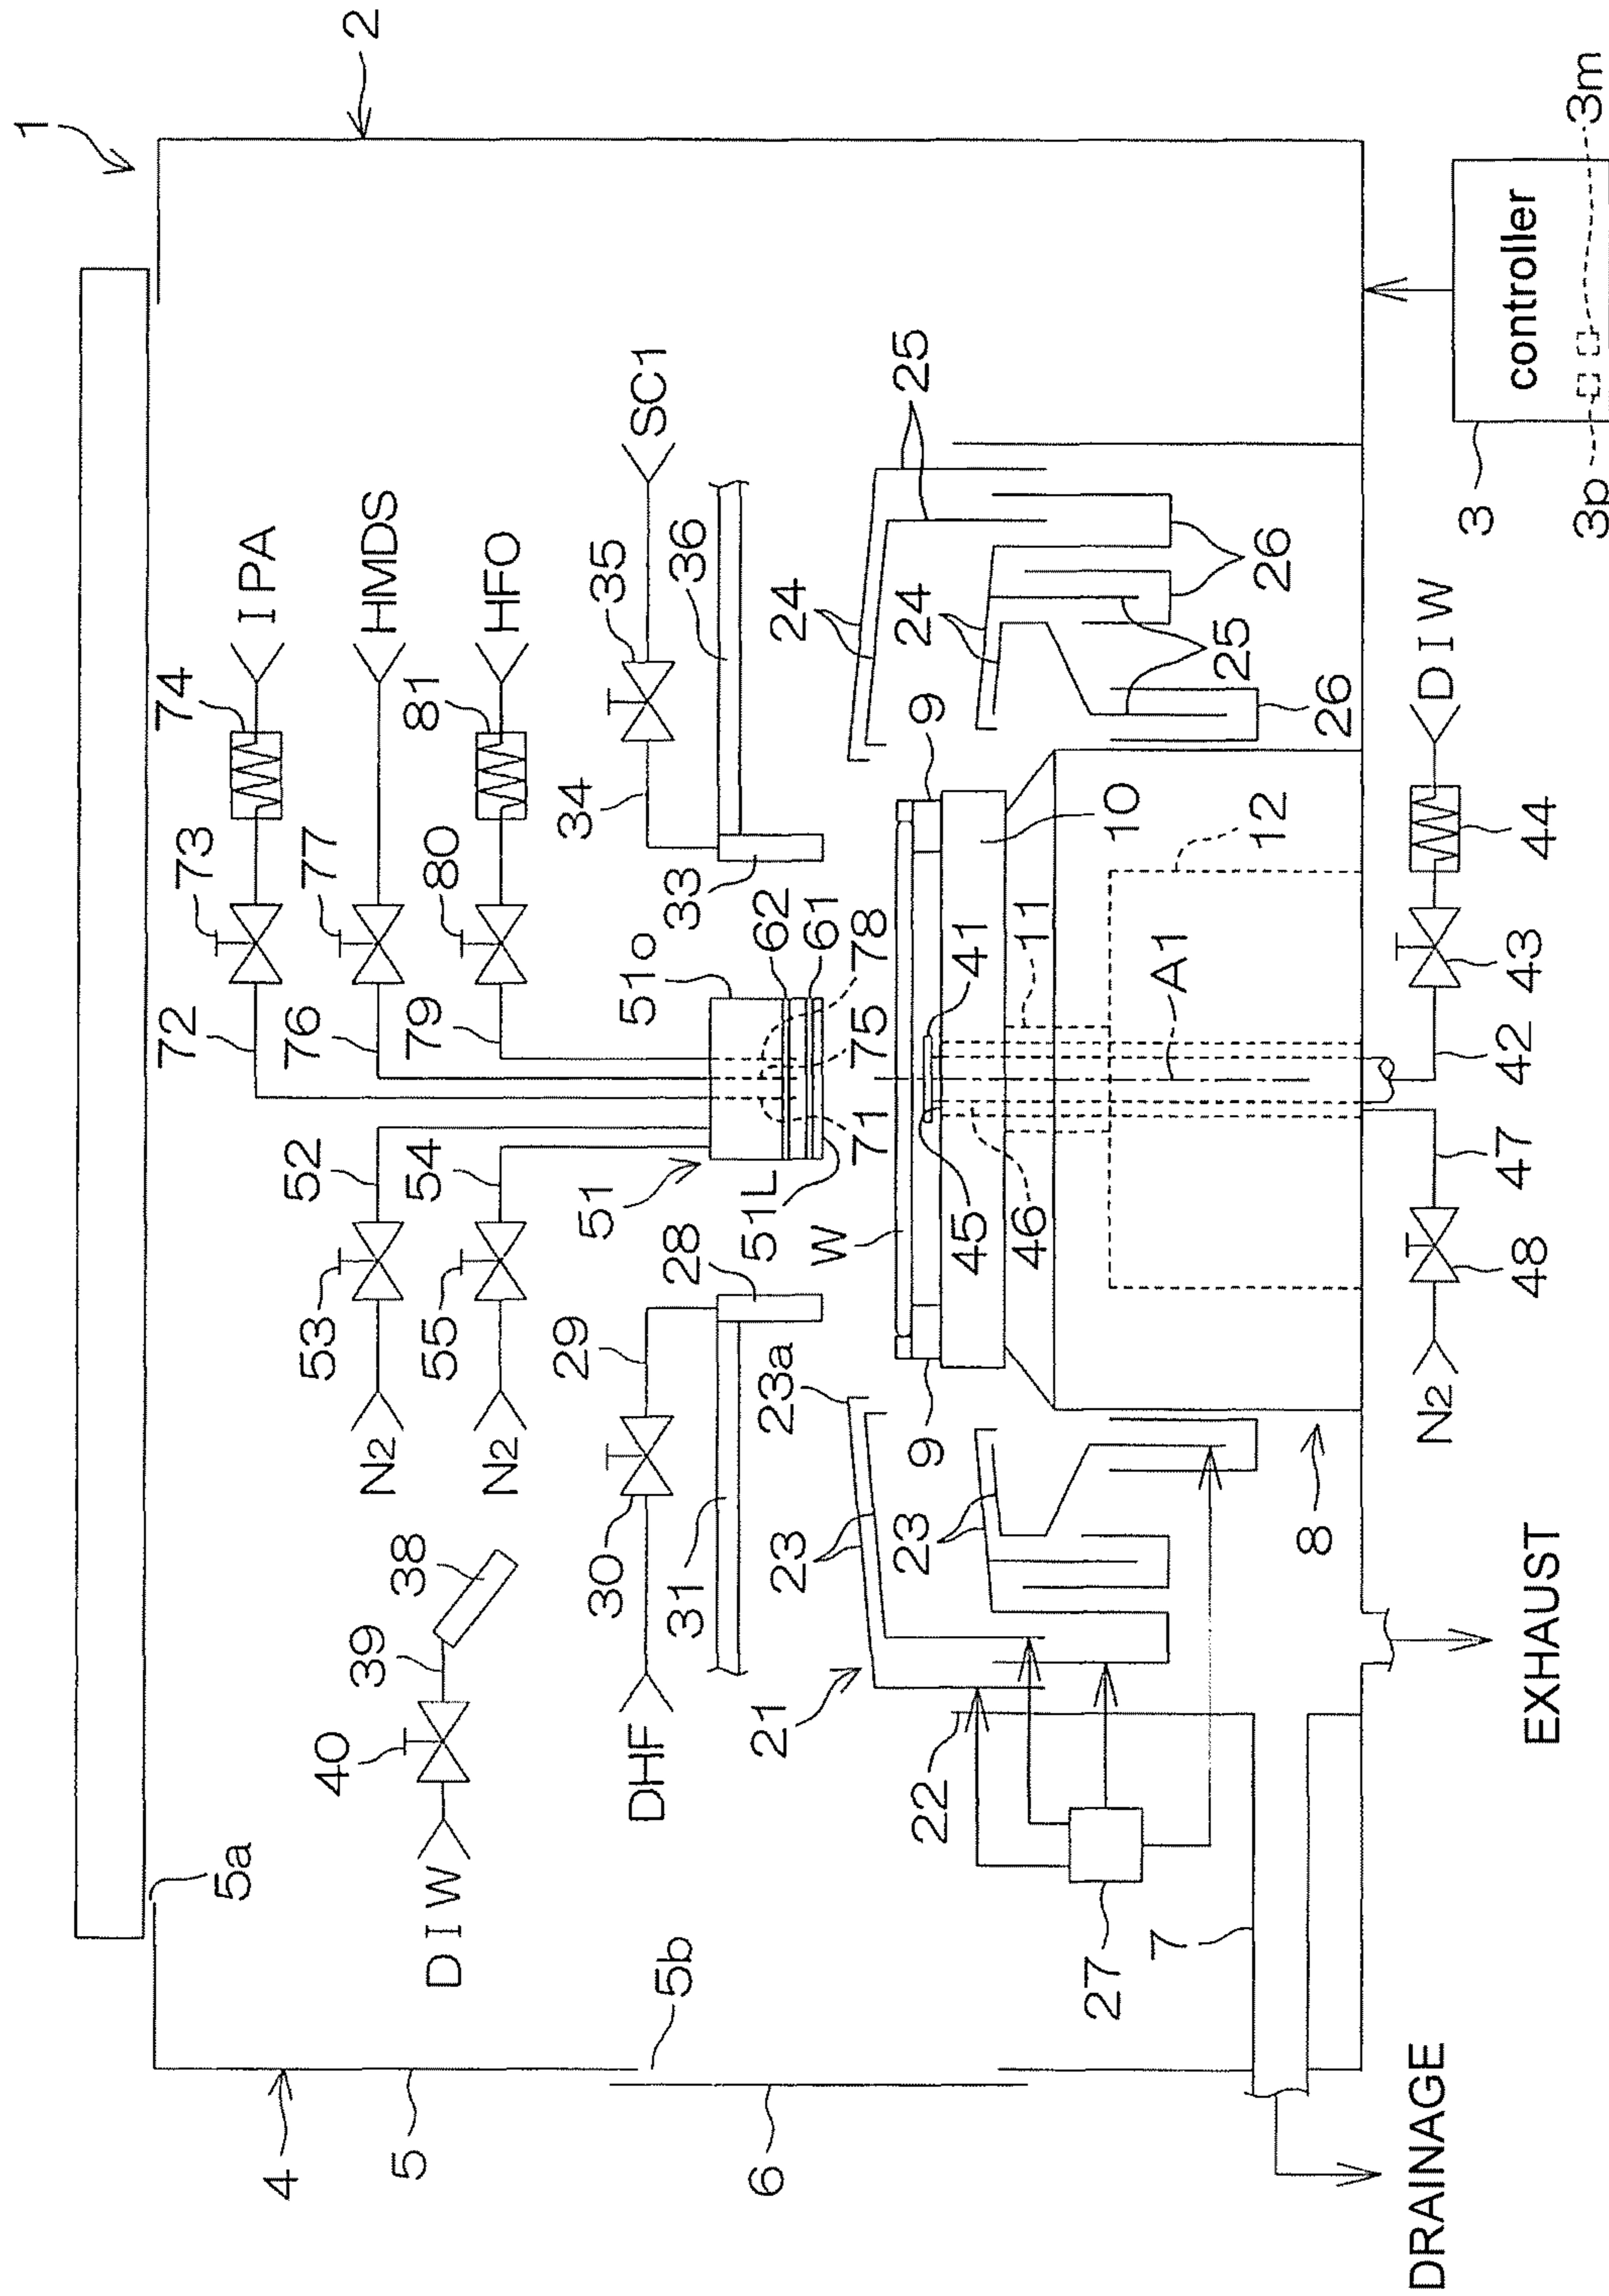 1
72 73 74
5a IPA
4 53 52 76 77 2
40
39 N2 HMDS
5 38 55 54 79 80 81
DIW N2 HFO
29 34
30 51 51o 35
DHF SC1
5b 31 28 33 36
6 51L 62
21 23 23a 24
W 61
71 75 78
22 23 9 9 24 25
45 41
27 46 11
7 10
A1
25
8 12 26
26
DRAINAGE N2 47 DIW
EXHAUST 48 42 43 44
3 controller
3p 3m